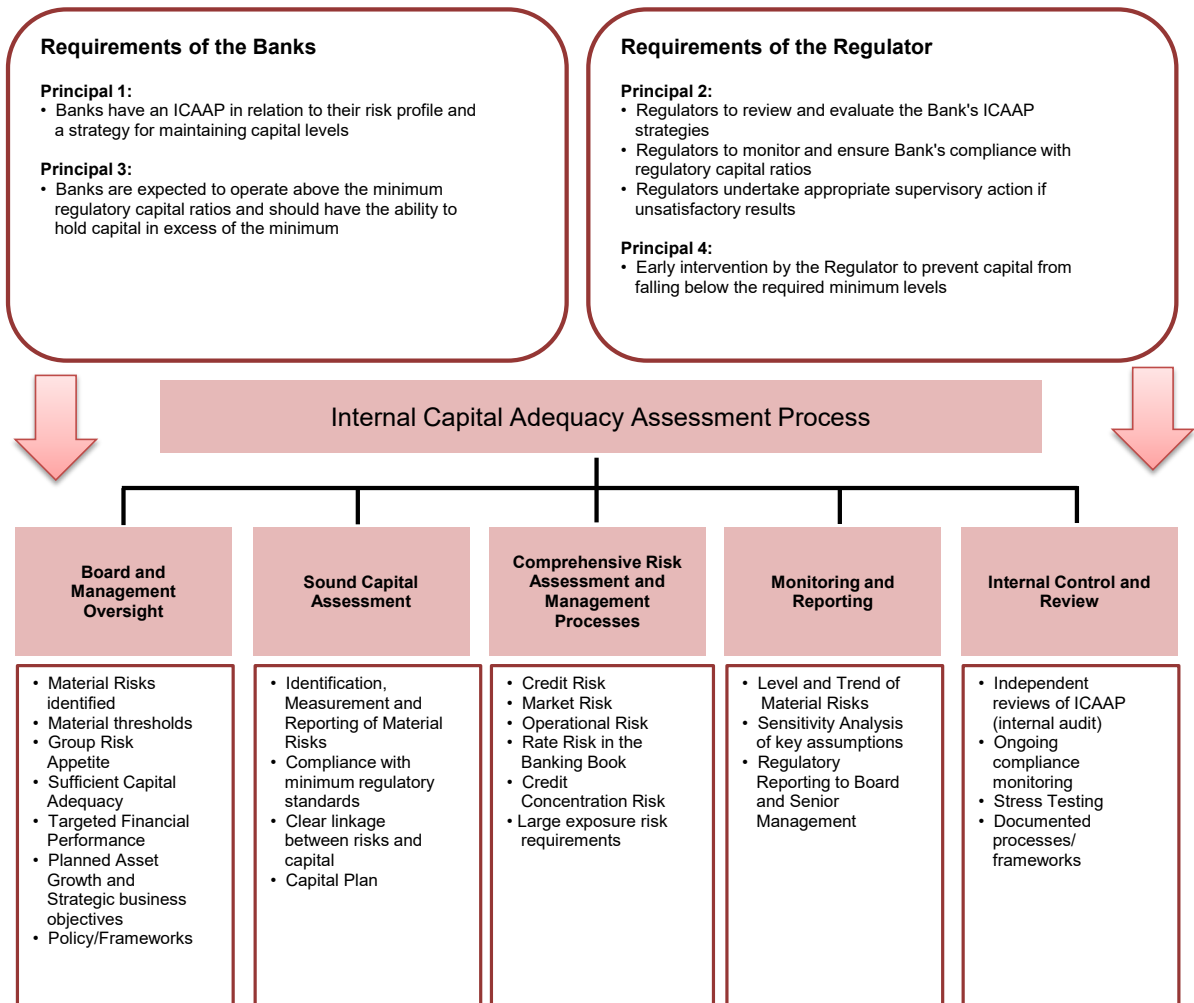 Requirements of the Banks
Principal 1:
• Banks have an ICAAP in relation to their risk profile and
a strategy for maintaining capital levels
Principal 3:
• Banks are expected to operate above the minimum
regulatory capital ratios and should have the ability to
hold capital in excess of the minimum
Requirements of the Regulator
Principal 2:
• Regulators to review and evaluate the Bank's ICAAP
strategies
• Regulators to monitor and ensure Bank's compliance with
regulatory capital ratios
• Regulators undertake appropriate supervisory action if
unsatisfactory results
Principal 4:
• Early intervention by the Regulator to prevent capital from
falling below the required minimum levels
Internal Capital Adequacy Assessment Process
Board and
Management
Oversight
• Material Risks
identified
• Material thresholds
• Group Risk
Appetite
• Sufficient Capital
Adequacy
• Targeted Financial
Performance
• Planned Asset
Growth and
Strategic business
objectives
• Policy/Frameworks
Sound Capital
Assessment
• Identification,
Measurement and
Reporting of Material
Risks
• Compliance with
minimum regulatory
standards
• Clear linkage
between risks and
capital
• Capital Plan
Comprehensive Risk
Assessment and
Management
Processes
• Credit Risk
• Market Risk
• Operational Risk
• Rate Risk in the
Banking Book
• Credit
Concentration Risk
• Large exposure risk
requirements
Monitoring and
Reporting
• Level and Trend of
Material Risks
• Sensitivity Analysis
of key assumptions
• Regulatory
Reporting to Board
and Senior
Management
Internal Control and
Review
• Independent
reviews of ICAAP
(internal audit)
• Ongoing
compliance
monitoring
• Stress Testing
• Documented
processes/
frameworks